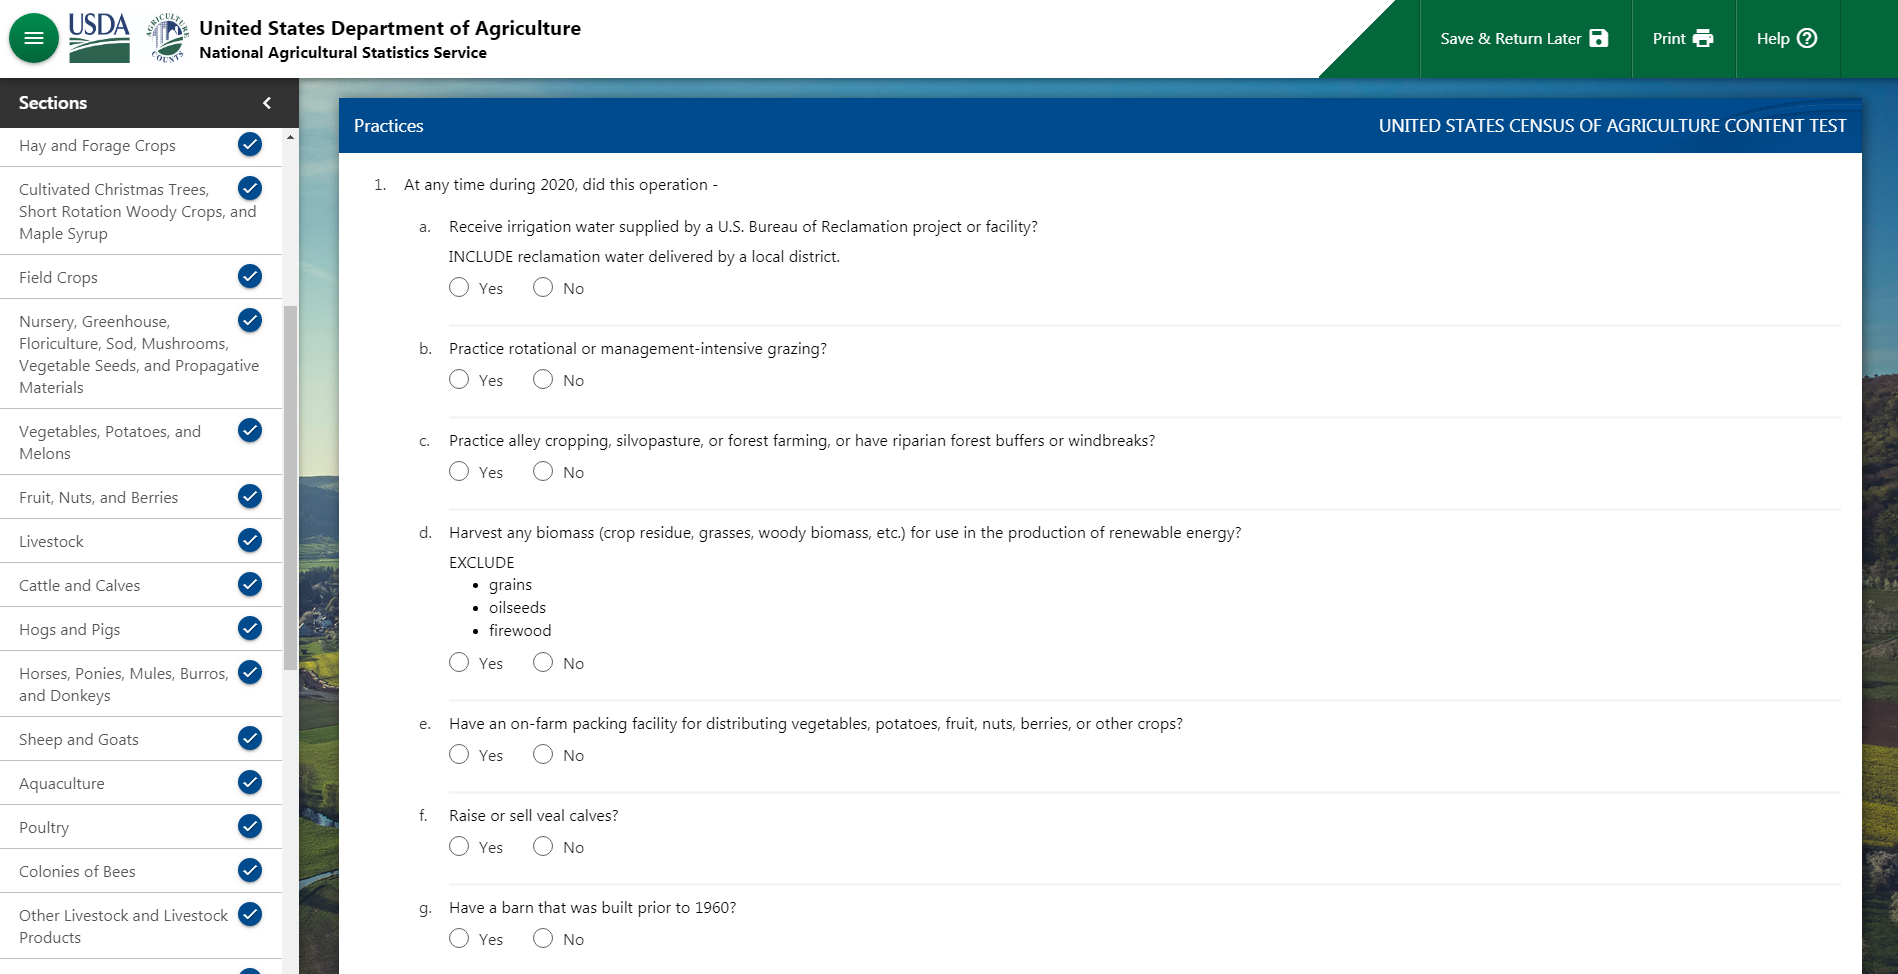 USDA
AGRICULTURE COUNTS
United States Department of Agriculture
National Agricultural Statistics Service
Save & Return Later
Print
Help
Sections
Hay and Forage Crops
Cultivated Christmas Trees,
Short Rotation Woody Crops, and
Maple Syrup
Field Crops
Nursery, Greenhouse,
Floriculture, Sod, Mushrooms,
Vegetable Seeds, and Propagative
Materials
Vegetables, Potatoes, and
Melons
Fruit, Nuts, and Berries
Livestock
Cattle and Calves
Hogs and Pigs
Horses, Ponies, Mules, Burros,
and Donkeys
Sheep and Goats
Aquaculture
Poultry
Colonies of Bees
Other Livestock and Livestock
Products
Practices
UNITED STATES CENSUS OF AGRICULTURE CONTENT TEST
1. At any time during 2020, did this operation -
a. Receive irrigation water supplied by a U.S. Bureau of Reclamation project or facility?
INCLUDE reclamation water delivered by a local district.
Yes No
b. Practice rotational or management-intensive grazing?
Yes No
c. Practice alley cropping, silvopasture, or forest farming, or have riparian forest buffers or windbreaks?
Yes No
d. Harvest any biomass (crop residue, grasses, woody biomass, etc.) for use in the production of renewable energy?
EXCLUDE
• grains
• oilseeds
• firewood
Yes No
e. Have an on-farm packing facility for distributing vegetables, potatoes, fruit, nuts, berries, or other crops?
Yes No
f. Raise or sell veal calves?
Yes No
g. Have a barn that was built prior to 1960?
Yes No